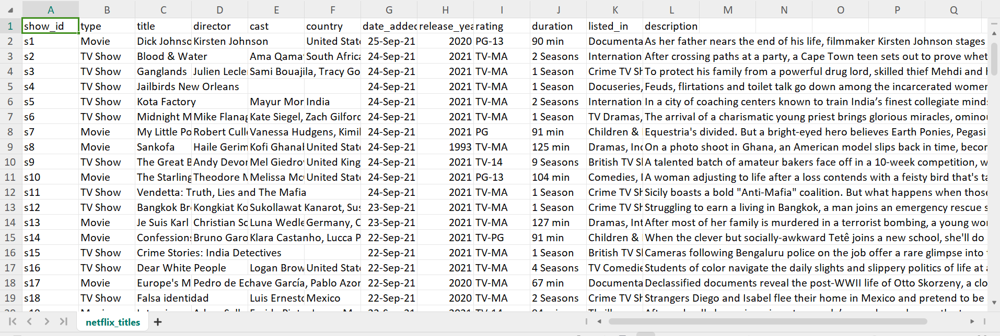 A B C D E F G H I J K L M N O P Q
1 show_id type title director cast country date_added release_yea rating duration listed_in description
2 s1 Movie Dick Johnso Kirsten Johnson United State 25-Sep-21 2020 PG-13 90 min Documenta As her father nears the end of his life, filmmaker Kirsten Johnson stages
3 s2 TV Show Blood & Water Ama Qamat South Africa 24-Sep-21 2021 TV-MA 2 Seasons Internation After crossing paths at a party, a Cape Town teen sets out to prove whet
4 s3 TV Show Ganglands Julien Lecler Sami Bouajila, Tracy Go 24-Sep-21 2021 TV-MA 1 Season Crime TV Sh To protect his family from a powerful drug lord, skilled thief Mehdi and h
5 s4 TV Show Jailbirds New Orleans 24-Sep-21 2021 TV-MA 1 Season Docuseries, Feuds, flirtations and toilet talk go down among the incarcerated women
6 s5 TV Show Kota Factory Mayur Mor India 24-Sep-21 2021 TV-MA 2 Seasons Internation In a city of coaching centers known to train India’s finest collegiate minds
7 s6 TV Show Midnight M Mike Flanag Kate Siegel, Zach Gilford 24-Sep-21 2021 TV-MA 1 Season TV Dramas, The arrival of a charismatic young priest brings glorious miracles, ominou
8 s7 Movie My Little Po Robert Culle Vanessa Hudgens, Kimil 24-Sep-21 2021 PG 91 min Children & Equestria's divided. But a bright-eyed hero believes Earth Ponies, Pegasi
9 s8 Movie Sankofa Haile Gerim Kofi Ghanab United State 24-Sep-21 1993 TV-MA 125 min Dramas, Ind On a photo shoot in Ghana, an American model slips back in time, becom
10 s9 TV Show The Great B Andy Devon Mel Giedroy United King 24-Sep-21 2021 TV-14 9 Seasons British TV Sh A talented batch of amateur bakers face off in a 10-week competition, w
11 s10 Movie The Starling Theodore M Melissa McC United State 24-Sep-21 2021 PG-13 104 min Comedies, D A woman adjusting to life after a loss contends with a feisty bird that's ta
12 s11 TV Show Vendetta: Truth, Lies and The Mafia 24-Sep-21 2021 TV-MA 1 Season Crime TV Sh Sicily boasts a bold "Anti-Mafia" coalition. But what happens when those
13 s12 TV Show Bangkok Bre Kongkiat Ko Sukollawat Kanarot, Sus 23-Sep-21 2021 TV-MA 1 Season Crime TV Sh Struggling to earn a living in Bangkok, a man joins an emergency rescue s
14 s13 Movie Je Suis Karl Christian Sc Luna Wedle Germany, C 23-Sep-21 2021 TV-MA 127 min Dramas, Int After most of her family is murdered in a terrorist bombing, a young wom
15 s14 Movie Confessions Bruno Garo Klara Castanho, Lucca P 22-Sep-21 2021 TV-PG 91 min Children & When the clever but socially-awkward Tetê joins a new school, she'll do
16 s15 TV Show Crime Stories: India Detectives 22-Sep-21 2021 TV-MA 1 Season British TV Sh Cameras following Bengaluru police on the job offer a rare glimpse into
17 s16 TV Show Dear White People Logan Brow United State 22-Sep-21 2021 TV-MA 4 Seasons TV Comedie Students of color navigate the daily slights and slippery politics of life at a
18 s17 Movie Europe's M Pedro de Echave García, Pablo Azor 22-Sep-21 2020 TV-MA 67 min Documenta Declassified documents reveal the post-WWII life of Otto Skorzeny, a clo
19 s18 TV Show Falsa identidad Luis Ernesto Mexico 22-Sep-21 2020 TV-MA 2 Seasons Crime TV Sh Strangers Diego and Isabel flee their home in Mexico and pretend to be
netflix_titles